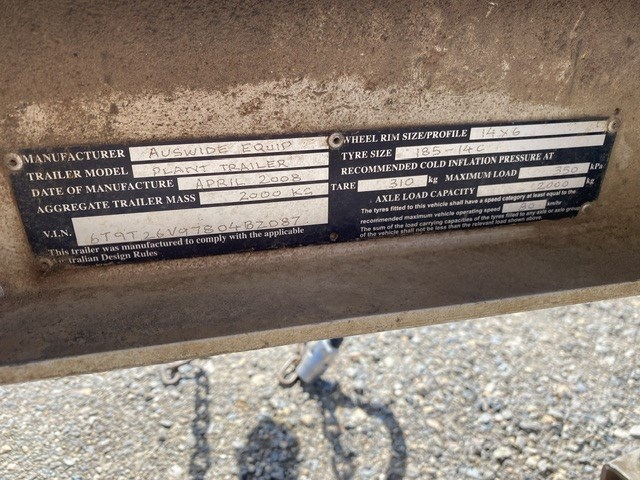 MANUFACTURER AUSWIDE EQUIP
TRAILER MODEL PLANT TRAILER
DATE OF MANUFACTURE APRIL 2008
AGGREGATE TRAILER MASS 2000 KG
V.I.N. 6T9T26V97804BZ087
This trailer was manufactured to comply with the applicable
Australian Design Rules
WHEEL RIM SIZE/PROFILE 14x6
TYRE SIZE 185-14C
RECOMMENDED COLD INFLATION PRESSURE AT
TARE 310 kg MAXIMUM LOAD 350 kPa
AXLE LOAD CAPACITY 2000 kg
The tyres fitted to this vehicle shall have a speed category at least equal to the
recommended maximum vehicle operating speed km/hr
The sum of the load carrying capacities of the tyres fitted to any axle or axle group
of the vehicle shall not be less than the relevant load shown above.